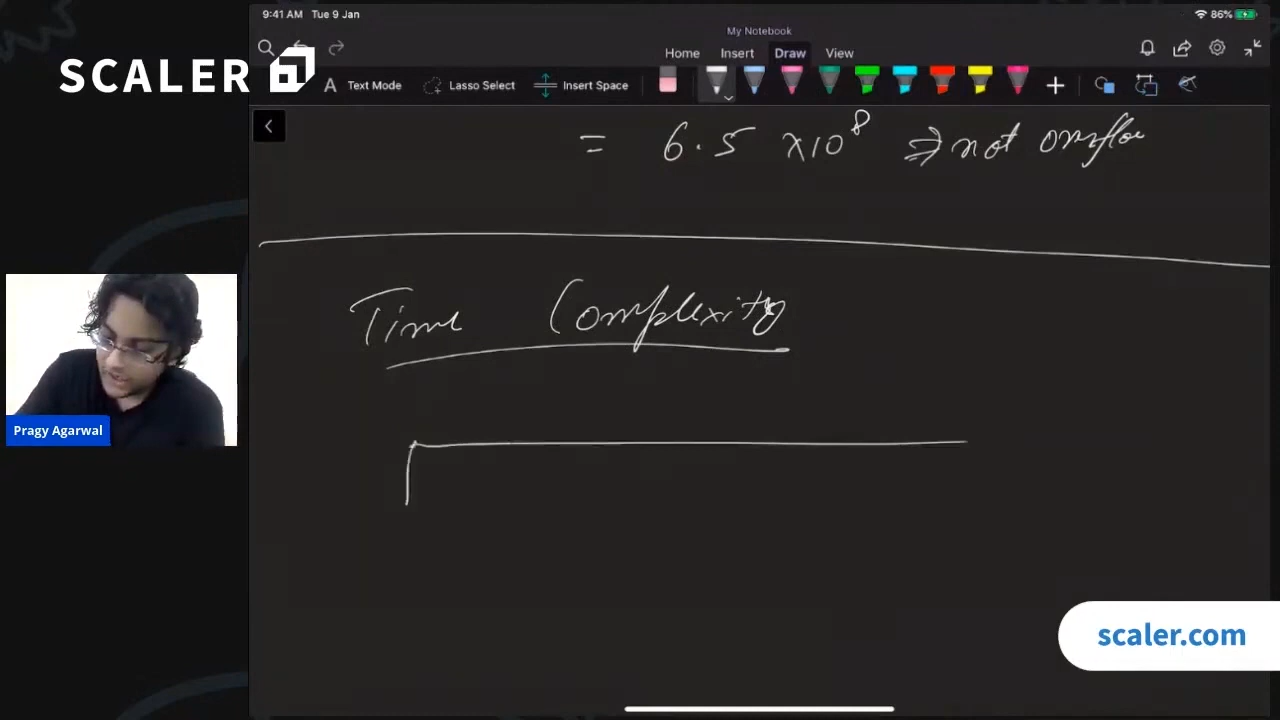 9:41 AM Tue 9 Jan
86%
My Notebook
Home Insert Draw View
SCALER
A Text Mode Lasso Select Insert Space
= 6.5 x10^8 => not overflow
Time Complexity
Pragy Agarwal
scaler.com